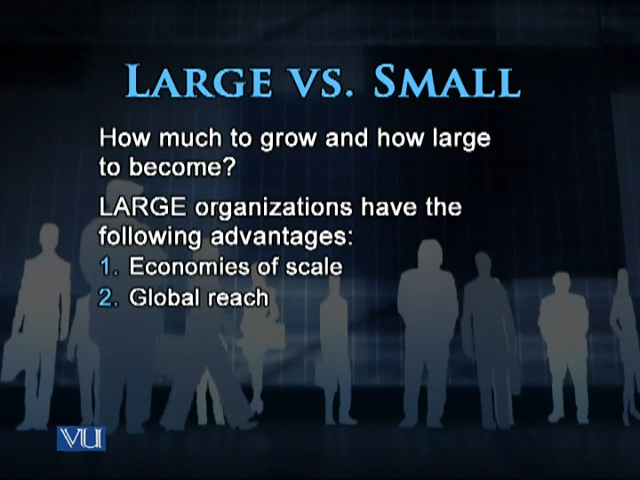 LARGE VS. SMALL
How much to grow and how large
to become?
LARGE organizations have the
following advantages:
1. Economies of scale
2. Global reach
VU